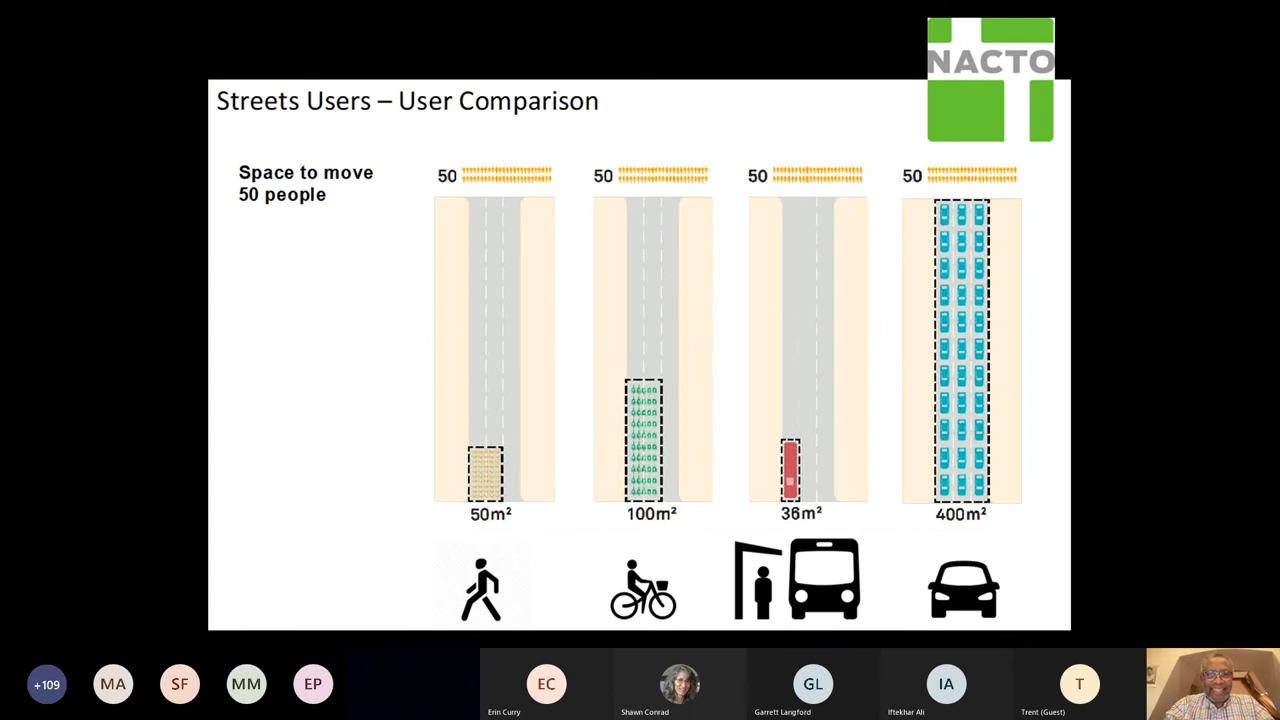 NACTO
Streets Users – User Comparison
Space to move
50 people
50
50
50
50
50m²
100m²
36m²
400m²
+109
MA
SF
MM
EP
EC
GL
IA
T
Erin Curry
Shawn Conrad
Garrett Langford
Iftekhar Ali
Trent (Guest)